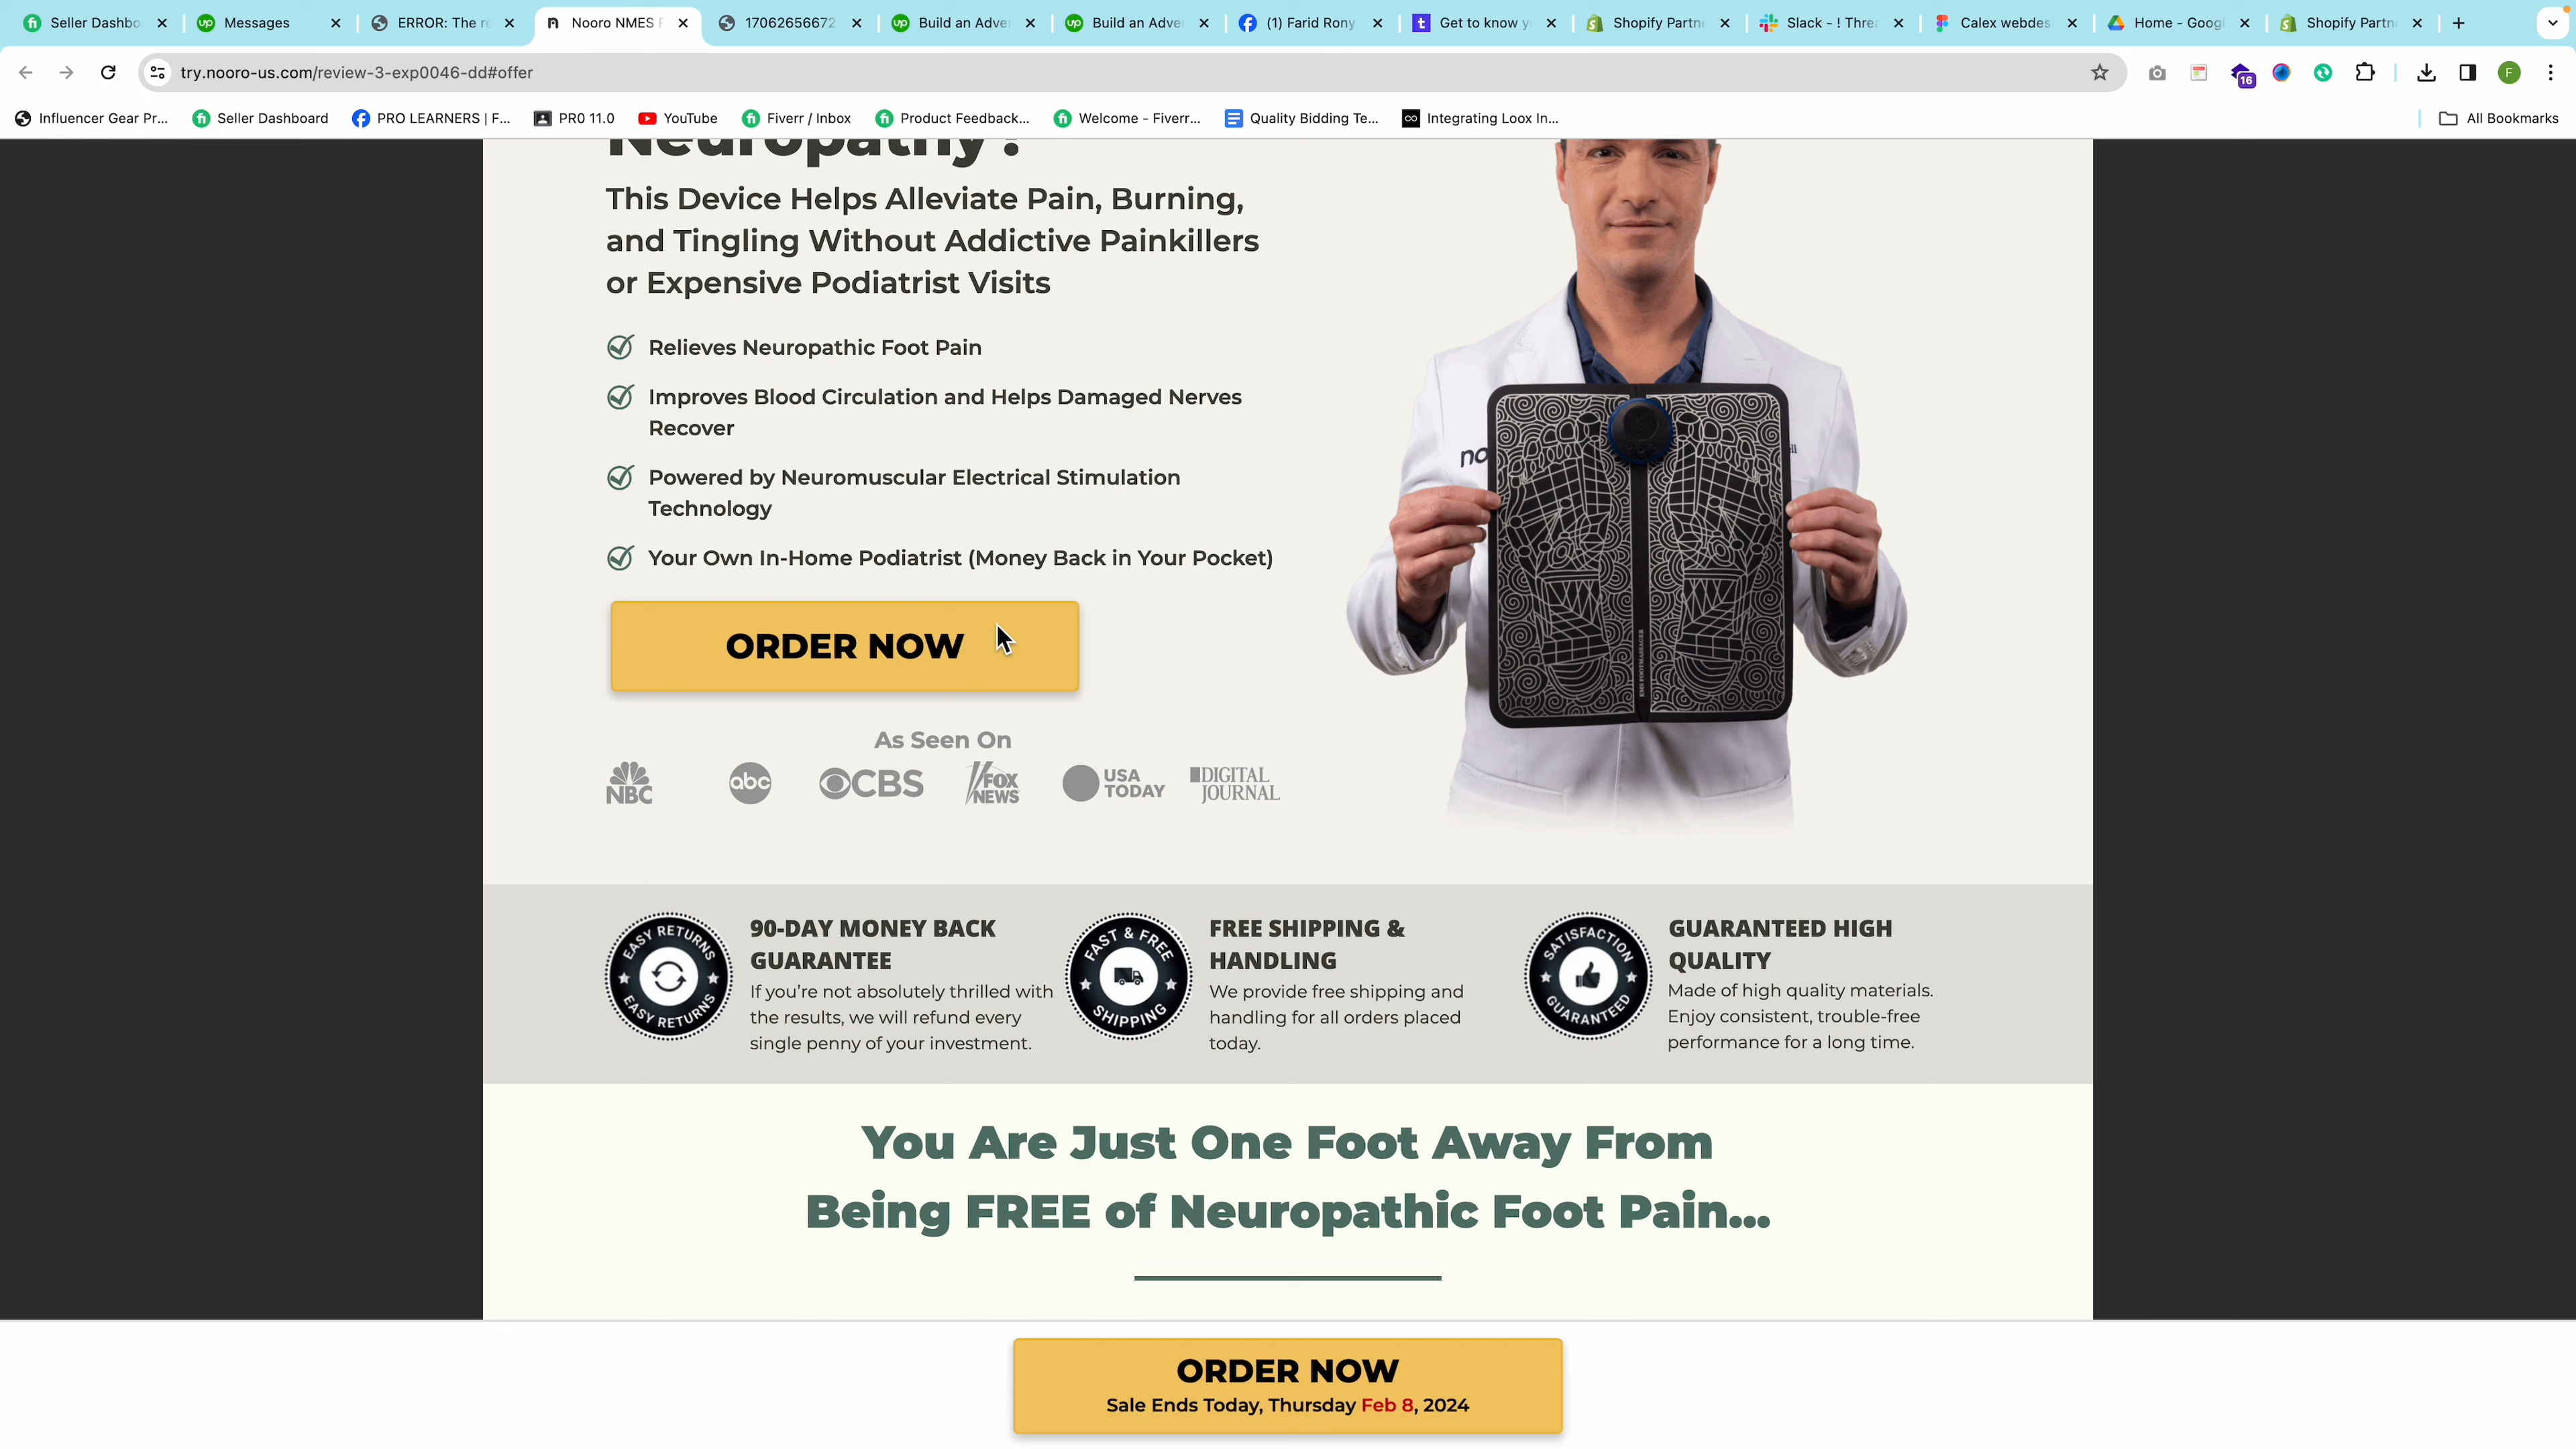 Seller Dashbo
Messages
ERROR: The re
Nooro NMES F
17062656672
Build an Adve
Build an Adve
(1) Farid Rony
Get to know y
Shopify Partn
Slack - ! Threa
Calex webdes
Home - Googl
Shopify Partn
try.nooro-us.com/review-3-exp0046-dd#offer
16
F
Influencer Gear Pr...
Seller Dashboard
PRO LEARNERS | F...
PR0 11.0
YouTube
Fiverr / Inbox
Product Feedback...
Welcome - Fiverr...
Quality Bidding Te...
Integrating Loox In...
All Bookmarks
Neuropathy?
This Device Helps Alleviate Pain, Burning,
and Tingling Without Addictive Painkillers
or Expensive Podiatrist Visits
Relieves Neuropathic Foot Pain
Improves Blood Circulation and Helps Damaged Nerves
Recover
Powered by Neuromuscular Electrical Stimulation
Technology
Your Own In-Home Podiatrist (Money Back in Your Pocket)
ORDER NOW
As Seen On
NBC
abc
CBS
FOX
NEWS
USA
TODAY
DIGITAL
JOURNAL
no
EMS FOOT MASSAGER
EASY RETURNS
EASY RETURNS
90-DAY MONEY BACK
GUARANTEE
If you're not absolutely thrilled with
the results, we will refund every
single penny of your investment.
FAST & FREE
SHIPPING
FREE SHIPPING &
HANDLING
We provide free shipping and
handling for all orders placed
today.
SATISFACTION
GUARANTEED
GUARANTEED HIGH
QUALITY
Made of high quality materials.
Enjoy consistent, trouble-free
performance for a long time.
You Are Just One Foot Away From
Being FREE of Neuropathic Foot Pain...
ORDER NOW
Sale Ends Today, Thursday Feb 8, 2024